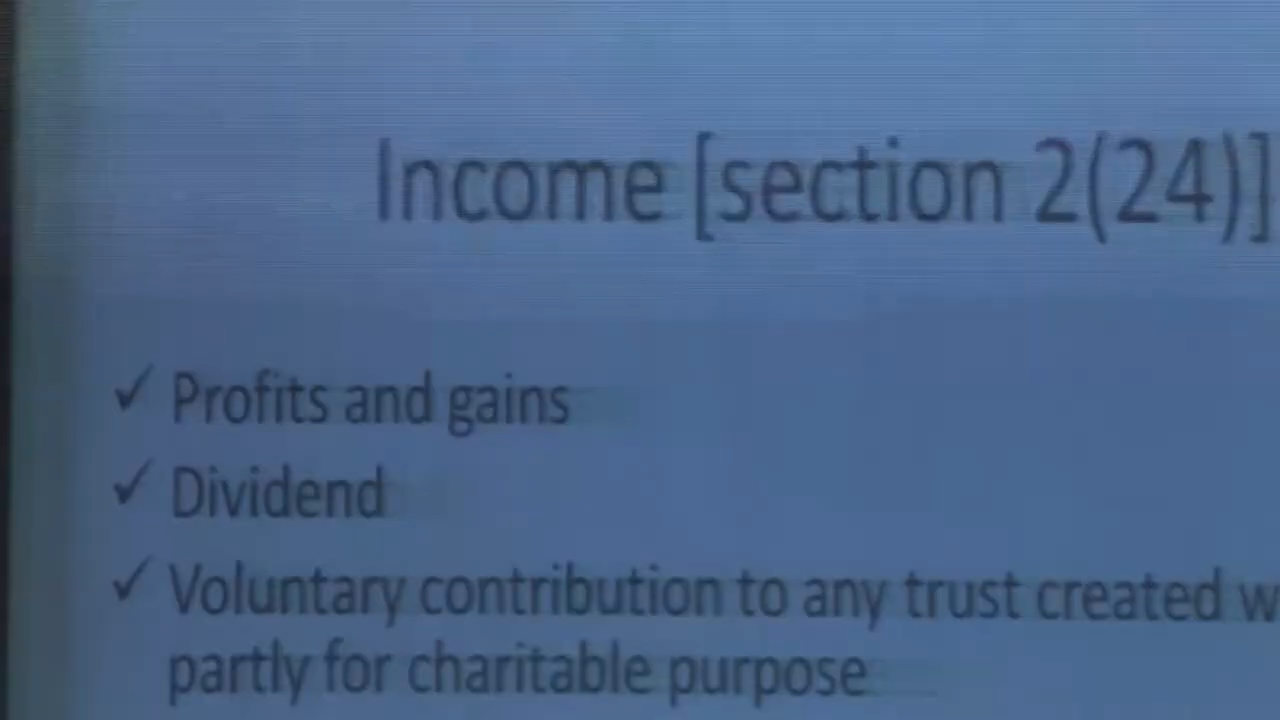 Income [section 2(24)]
✓ Profits and gains
✓ Dividend
✓ Voluntary contribution to any trust created
partly for charitable purpose